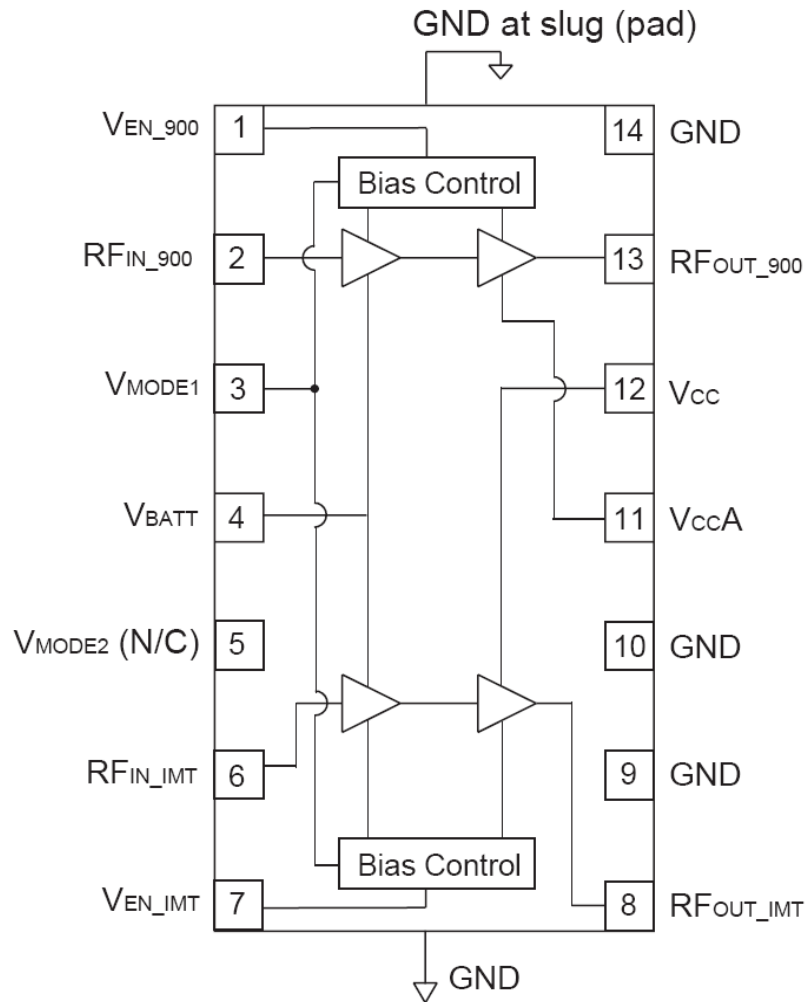 GND at slug (pad)
VEN_900 1
14 GND
Bias Control
RFIN_900 2
13 RFOUT_900
VMODE1 3
12 VCC
VBATT 4
11 VCCA
VMODE2 (N/C) 5
10 GND
RFIN_IMT 6
9 GND
Bias Control
VEN_IMT 7
8 RFOUT_IMT
GND